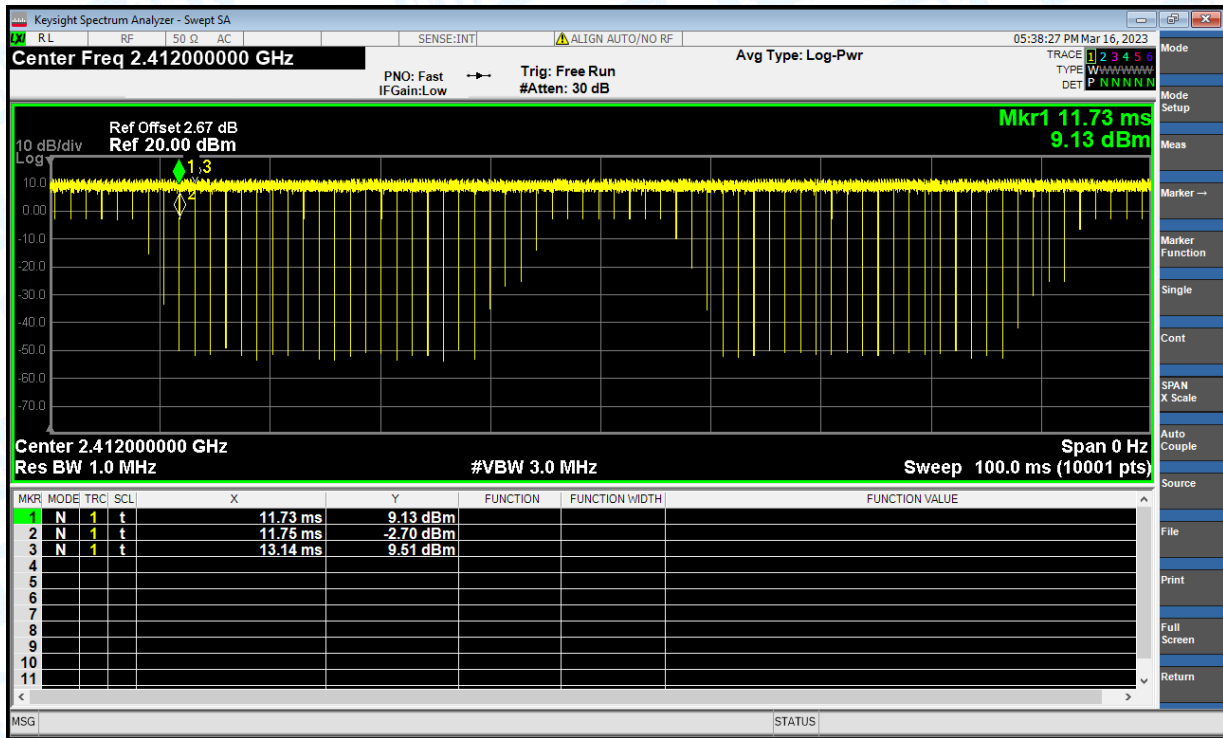 Keysight Spectrum Analyzer - Swept SA
LXI RL RF 50 Ω AC SENSE:INT ALIGN AUTO/NO RF 05:38:27 PM Mar 16, 2023
Center Freq 2.412000000 GHz
PNO: Fast
IFGain:Low
Trig: Free Run
#Atten: 30 dB
Avg Type: Log-Pwr
TRACE 1 2 3 4 5 6
TYPE WWWWWWW
DET P N N N N N
Ref Offset 2.67 dB
10 dB/div Ref 20.00 dBm
Log
Mkr1 11.73 ms
9.13 dBm
1 3
2
10.0
0.00
-10.0
-20.0
-30.0
-40.0
-50.0
-60.0
-70.0
Center 2.412000000 GHz Span 0 Hz
Res BW 1.0 MHz #VBW 3.0 MHz Sweep 100.0 ms (10001 pts)
MKR MODE TRC SCL X Y FUNCTION FUNCTION WIDTH FUNCTION VALUE
1 N 1 t 11.73 ms 9.13 dBm
2 N 1 t 11.75 ms -2.70 dBm
3 N 1 t 13.14 ms 9.51 dBm
4
5
6
7
8
9
10
11
MSG STATUS
Mode
Mode
Setup
Meas
Marker →
Marker
Function
Single
Cont
SPAN
X Scale
Auto
Couple
Source
File
Print
Full
Screen
Return